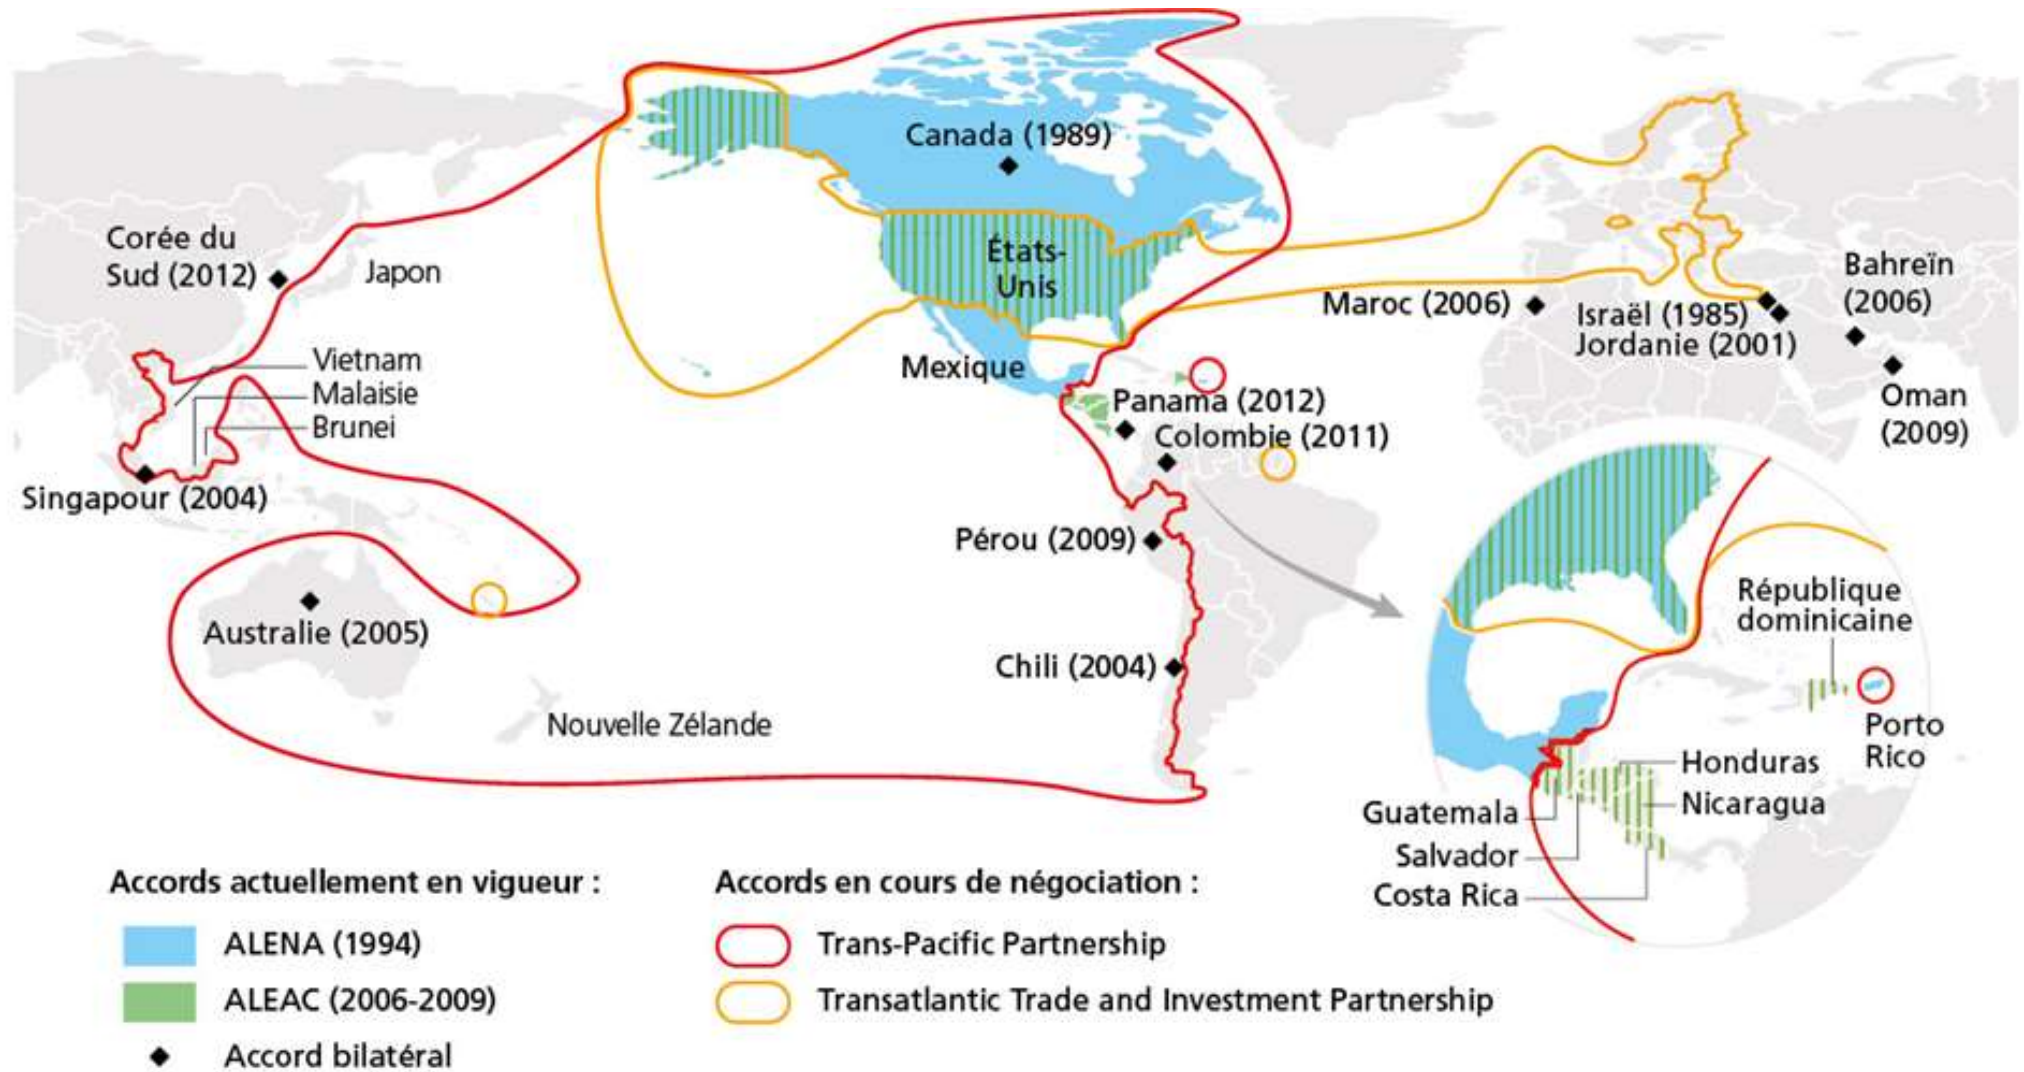 Canada (1989)
États-
Unis
Mexique
Corée du
Sud (2012)
Japon
Vietnam
Malaisie
Brunei
Singapour (2004)
Australie (2005)
Nouvelle Zélande
Panama (2012)
Colombie (2011)
Pérou (2009)
Chili (2004)
Maroc (2006)
Israël (1985)
Jordanie (2001)
Bahreïn
(2006)
Oman
(2009)
République
dominicaine
Porto
Rico
Honduras
Nicaragua
Guatemala
Salvador
Costa Rica
Accords actuellement en vigueur :
ALENA (1994)
ALEAC (2006-2009)
Accord bilatéral
Accords en cours de négociation :
Trans-Pacific Partnership
Transatlantic Trade and Investment Partnership